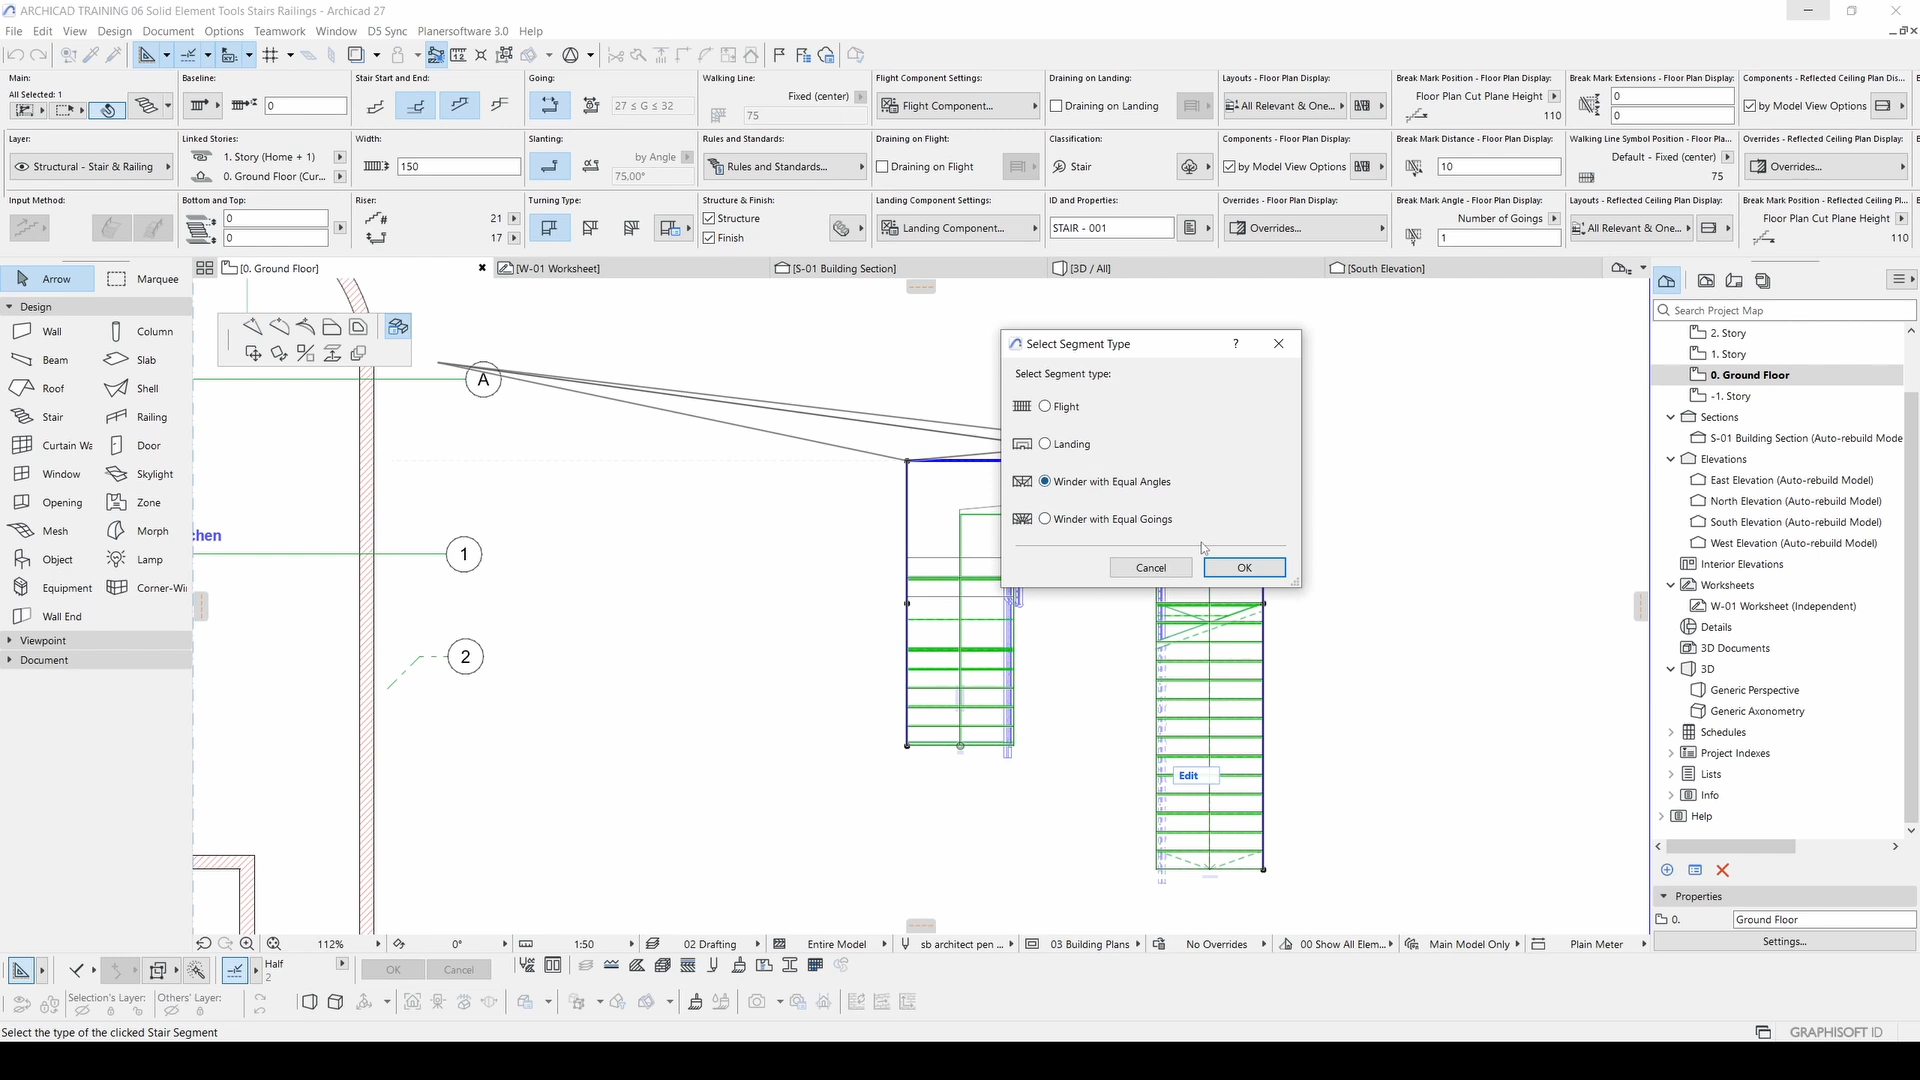 ARCHICAD TRAINING 06 Solid Element Tools Stairs Railings - Archicad 27
File Edit View Design Document Options Teamwork Window D5 Sync Planersoftware 3.0 Help
Main: Baseline: Stair Start and End: Going: Walking Line: Flight Component Settings: Draining on Landing: Layouts - Floor Plan Display: Break Mark Position - Floor Plan Display: Break Mark Extensions - Floor Plan Display: Components - Reflected Ceiling Plan Dis...
All Selected: 1 0 27 ≤ G ≤ 32 Fixed (center) 75 Flight Component... Draining on Landing All Relevant & One... Floor Plan Cut Plane Height 110 0 0 by Model View Options
Layer: Linked Stories: Width: Slanting: Rules and Standards: Draining on Flight: Classification: Components - Floor Plan Display: Break Mark Distance - Floor Plan Display: Walking Line Symbol Position - Floor Pla... Overrides - Reflected Ceiling Plan Displ...
Structural - Stair & Railing 1. Story (Home + 1) 0. Ground Floor (Cur... 150 by Angle 75,00° Rules and Standards... Draining on Flight Stair by Model View Options 10 Default - Fixed (center) 75 Overrides...
Input Method: Bottom and Top: Riser: Turning Type: Structure & Finish: Landing Component Settings: ID and Properties: Overrides - Floor Plan Display: Break Mark Angle - Floor Plan Display: Layouts - Reflected Ceiling Plan Display: Break Mark Position - Reflected Ceiling Pl...
0 0 21 17 Structure Finish Landing Component... STAIR - 001 Overrides... Number of Goings 1 All Relevant & One... Floor Plan Cut Plane Height 110
[0. Ground Floor] [W-01 Worksheet] [S-01 Building Section] [3D / All] [South Elevation]
Arrow Marquee
Design
Wall Column
Beam Slab
Roof Shell
Stair Railing
Curtain Wa Door
Window Skylight
Opening Zone
Mesh Morph
Object Lamp
Equipment Corner-Wi
Wall End
Viewpoint
Document
A
chen
1
2
Edit
Select Segment Type ?
Select Segment type:
Flight
Landing
Winder with Equal Angles
Winder with Equal Goings
Cancel OK
Search Project Map
2. Story
1. Story
0. Ground Floor
-1. Story
Sections
S-01 Building Section (Auto-rebuild Mode
Elevations
East Elevation (Auto-rebuild Model)
North Elevation (Auto-rebuild Model)
South Elevation (Auto-rebuild Model)
West Elevation (Auto-rebuild Model)
Interior Elevations
Worksheets
W-01 Worksheet (Independent)
Details
3D Documents
3D
Generic Perspective
Generic Axonometry
Schedules
Project Indexes
Lists
Info
Help
Properties
0. Ground Floor
Settings...
112% 0° 1:50 02 Drafting Entire Model sb architect pen ... 03 Building Plans No Overrides 00 Show All Elem... Main Model Only Plain Meter
Half
2
OK Cancel
Selection's Layer: Others' Layer:
Select the type of the clicked Stair Segment
GRAPHISOFT ID